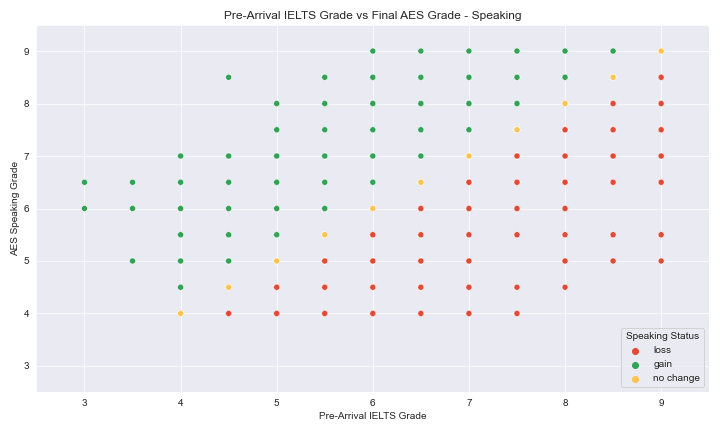 Pre-Arrival IELTS Grade vs Final AES Grade - Speaking
9
8
7
6
5
4
3
AES Speaking Grade
3 4 5 6 7 8 9
Pre-Arrival IELTS Grade
Speaking Status
loss
gain
no change